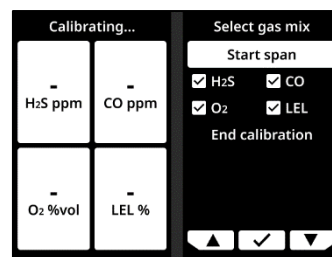 Calibrating...
-
H2S ppm
-
CO ppm
-
O2 %vol
-
LEL %
Select gas mix
Start span
H2S
CO
O2
LEL
End calibration